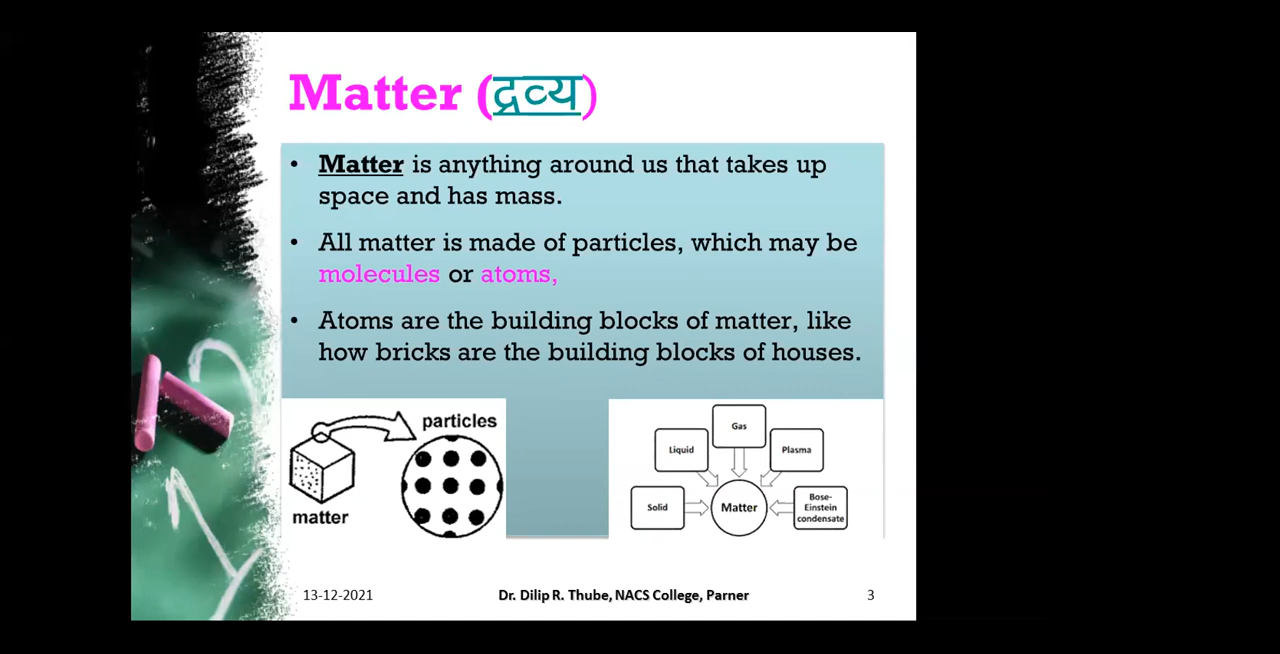 Matter (द्रव्य)
• Matter is anything around us that takes up
space and has mass.
• All matter is made of particles, which may be
molecules or atoms,
• Atoms are the building blocks of matter, like
how bricks are the building blocks of houses.
particles
matter
Gas
Liquid
Plasma
Solid
Matter
Bose-
Einstein
condensate
13-12-2021
Dr. Dilip R. Thube, NACS College, Parner
3